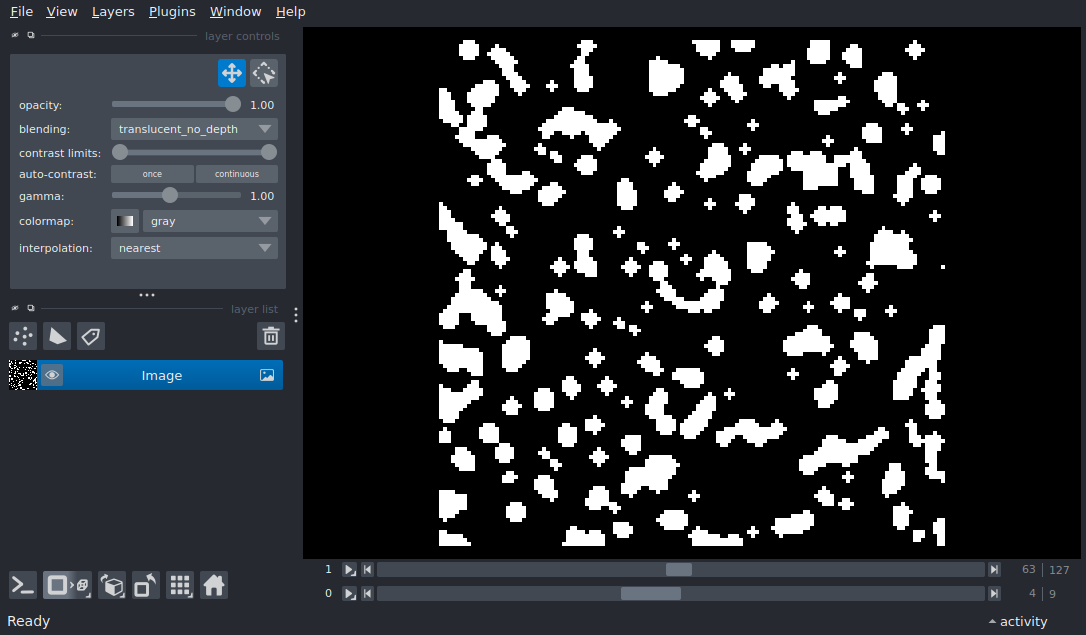 File View Layers Plugins Window Help
layer controls
opacity: 1.00
blending: translucent_no_depth
contrast limits:
auto-contrast: once continuous
gamma: 1.00
colormap: gray
interpolation: nearest
layer list
Image
1 63 127
0 4 9
Ready activity